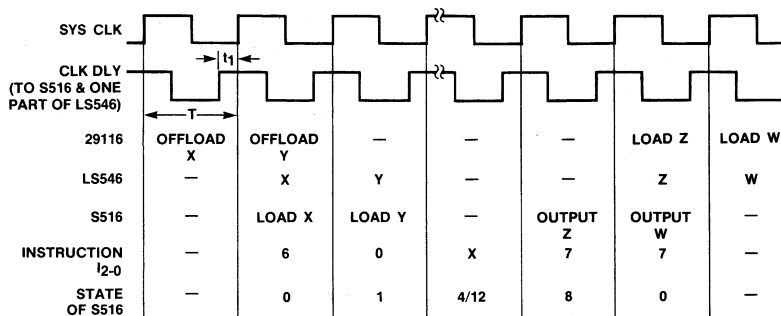 SYS CLK
t1
CLK DLY
(TO S516 & ONE
PART OF LS546)
T
29116 OFFLOAD X OFFLOAD Y — — — LOAD Z LOAD W
LS546 — X Y — — Z W
S516 — LOAD X LOAD Y — OUTPUT Z OUTPUT W —
INSTRUCTION I2-0 — 6 0 X 7 7 —
STATE OF S516 — 0 1 4/12 8 0 —